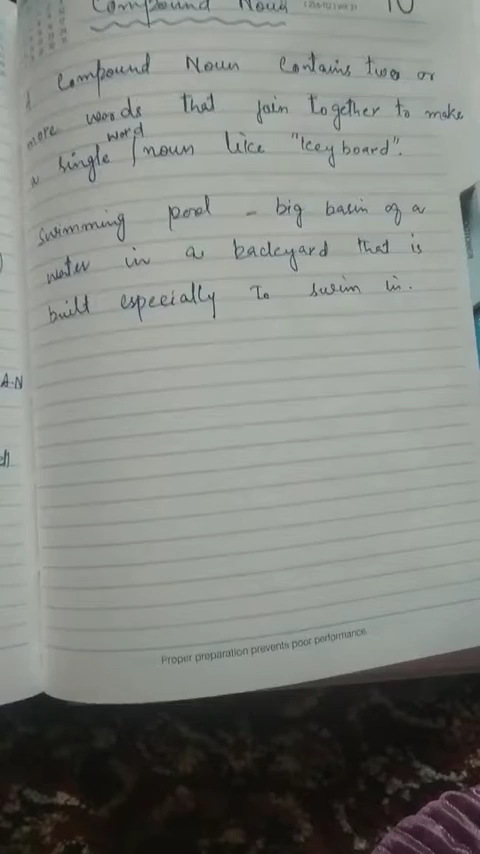 Compound Noun
A Compound Noun Contains two or
more words that join together to make
word
a single / noun like "keyboard".
swimming pool - big basin of a
water in a backyard that is
built especially to swim in.
A.N
Proper preparation prevents poor performance.